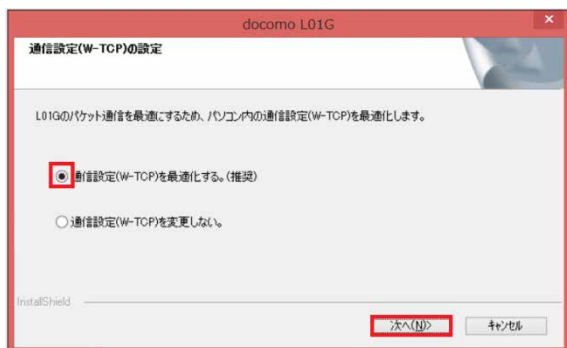 docomo L01G
通信設定(W-TCP)の設定
L01Gのパケット通信を最適にするため、パソコン内の通信設定(W-TCP)を最適化します。
通信設定(W-TCP)を最適化する。(推奨)
通信設定(W-TCP)を変更しない。
InstallShield
次へ(N)>
キャンセル